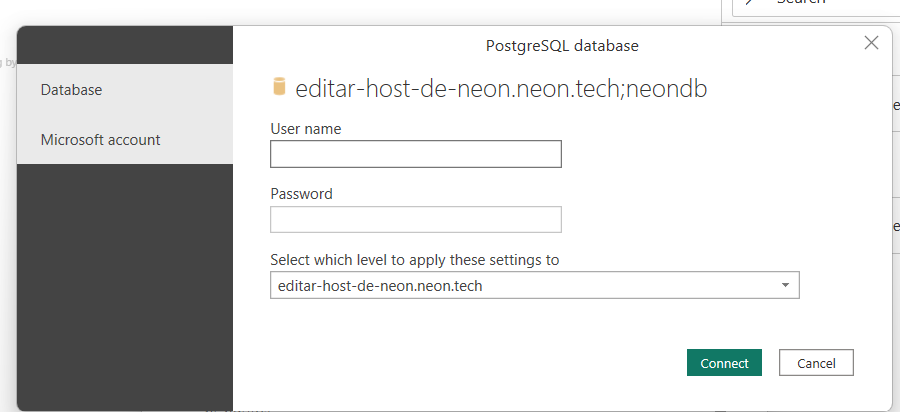 Search
PostgreSQL database
Database
Microsoft account
editar-host-de-neon.neon.tech;neondb
User name
Password
Select which level to apply these settings to
editar-host-de-neon.neon.tech
Connect
Cancel